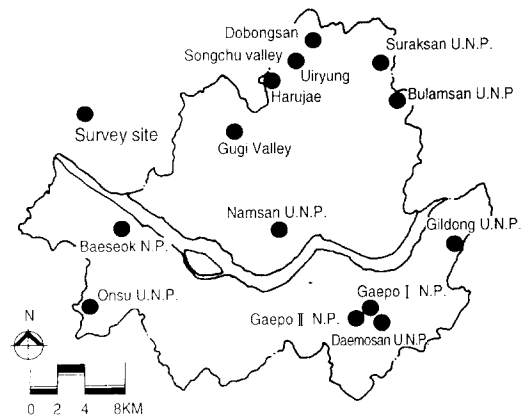 Dobongsan
Songchu valley
Suraksan U.N.P.
Uiryung
Harujae
Bulamsan U.N.P
Survey site
Gugi Valley
Namsan U.N.P.
Gildong U.N.P.
Baeseok N.P.
Onsu U.N.P.
Gaepo Ⅰ N.P.
Gaepo Ⅱ N.P.
Daemosan U.N.P.
N
0 2 4 8KM